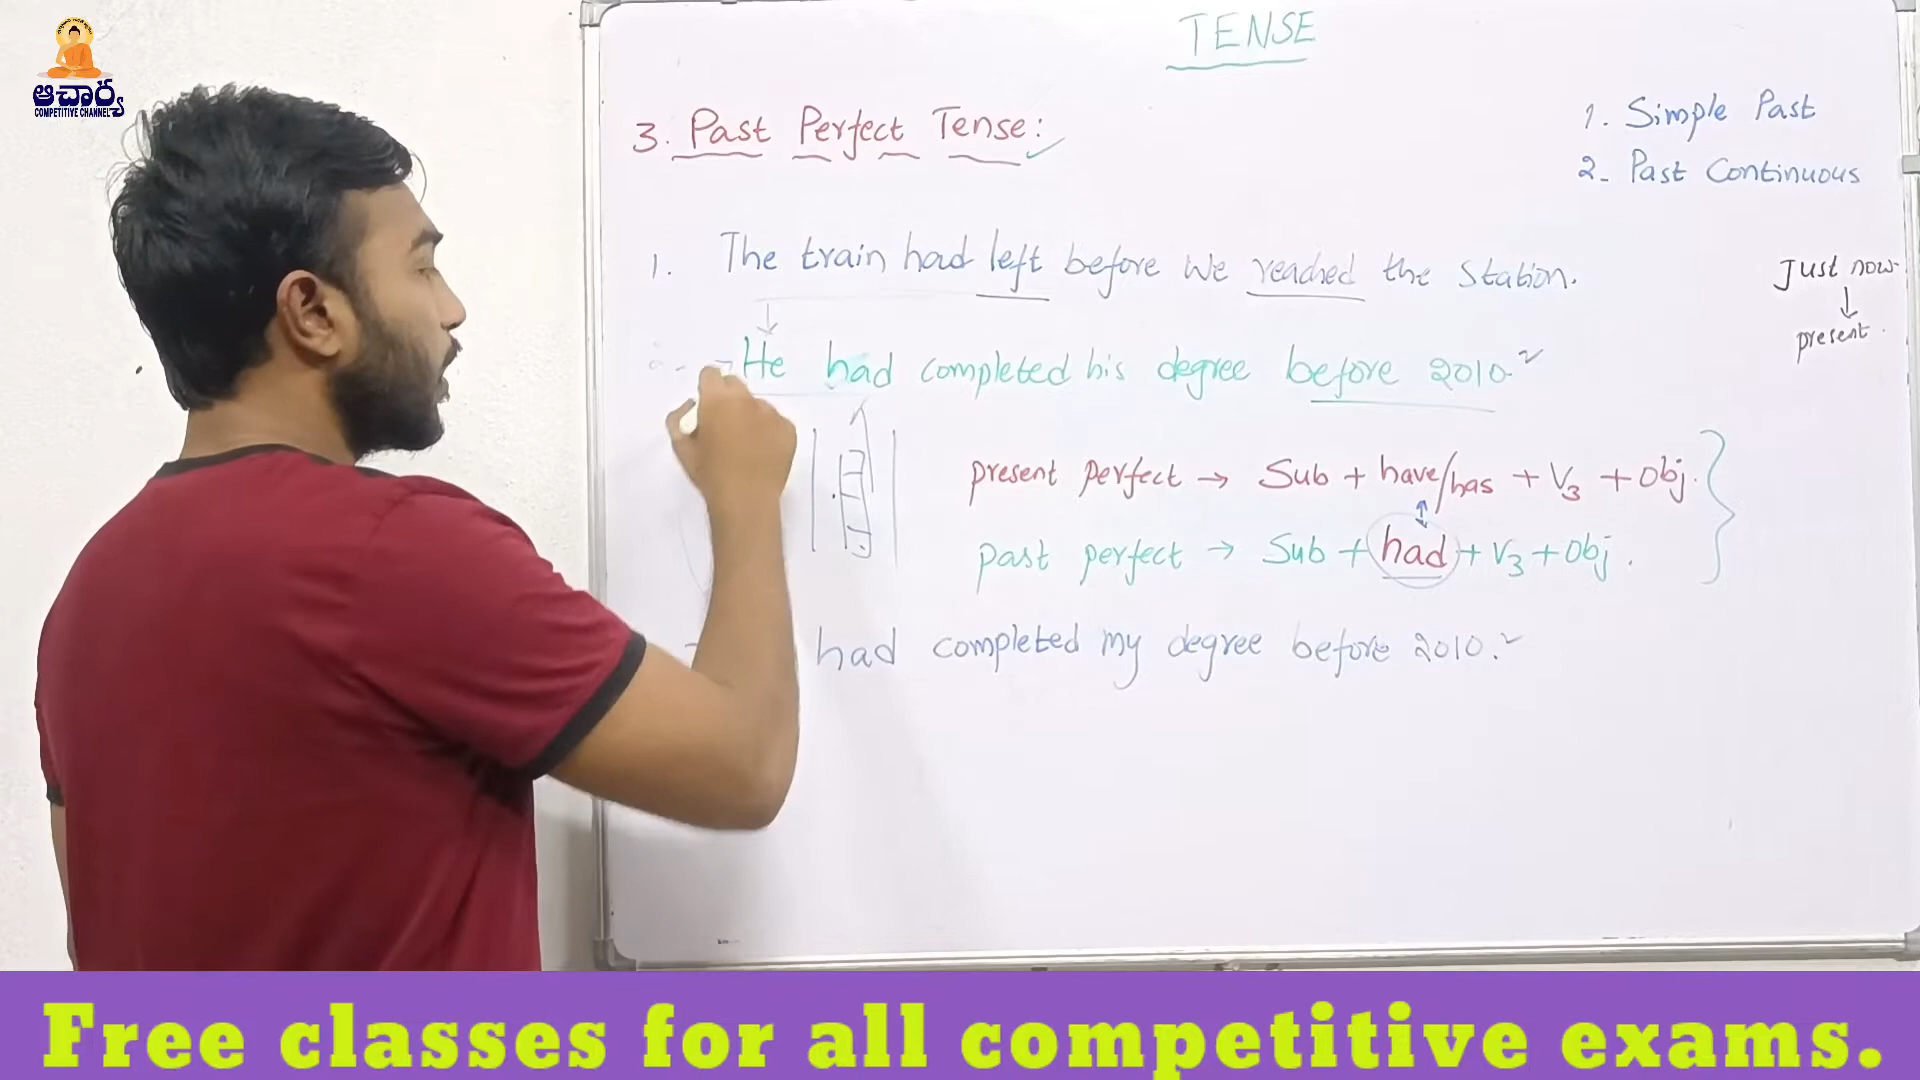 ఆచార్య
COMPETITIVE CHANNEL
TENSE
3. Past Perfect Tense:
1. Simple Past
2. Past Continuous
1. The train had left before we reached the station.
Just now
present.
He had completed his degree before 2010.
present perfect → Sub + have/has + V3 + Obj.
past perfect → Sub + had + V3 + Obj.
had completed my degree before 2010.
Free classes for all competitive exams.